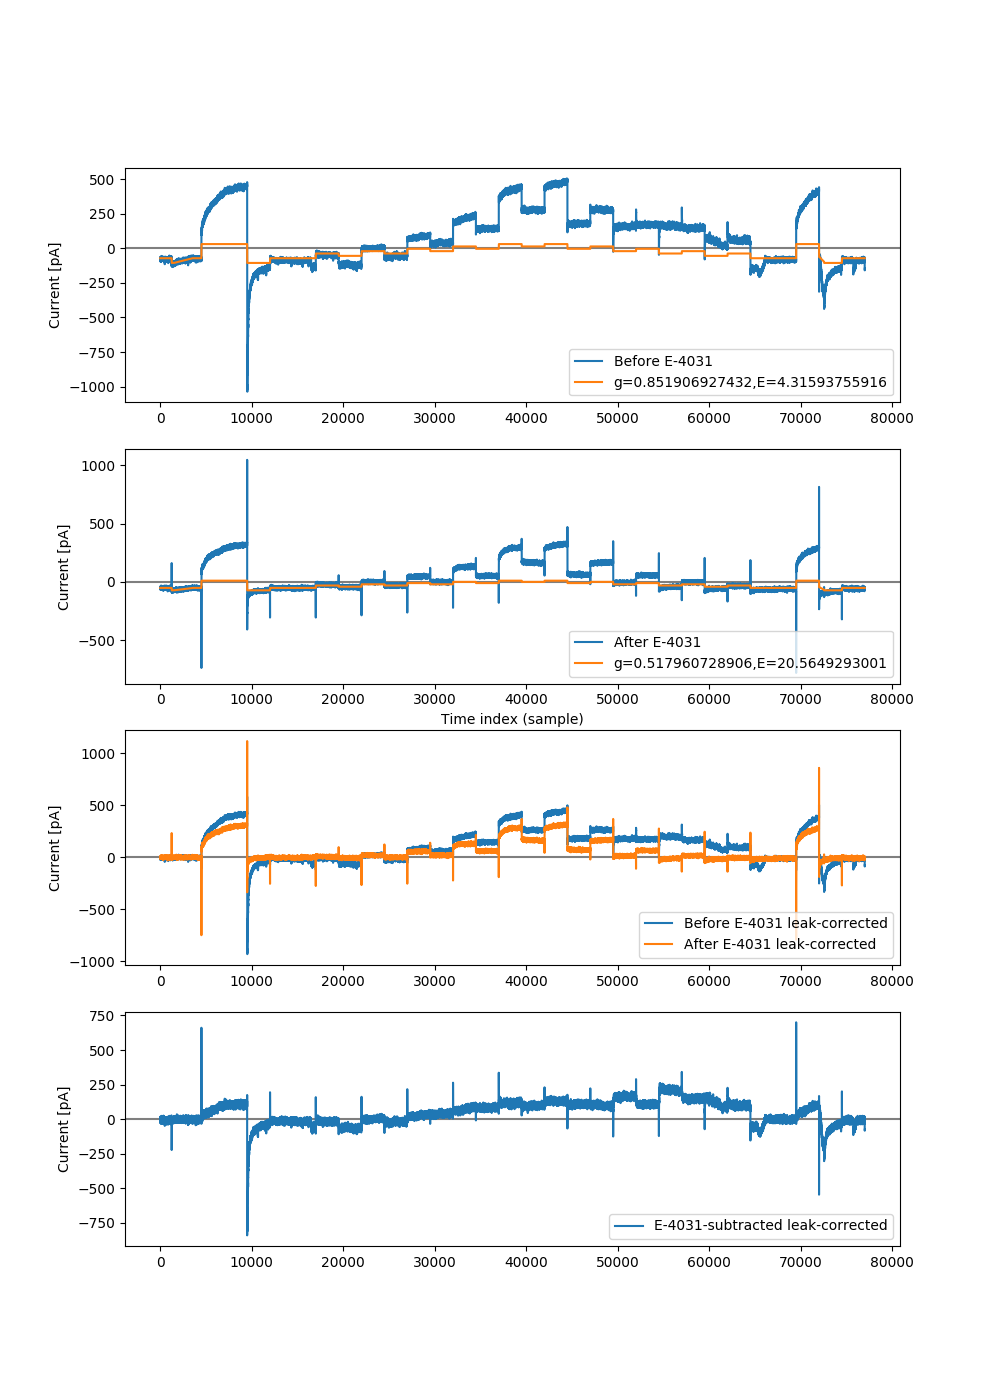 500
250
0
−250
−500
−750
−1000
Current [pA]
Before E-4031
g=0.851906927432,E=4.31593755916
0 10000 20000 30000 40000 50000 60000 70000 80000
1000
500
0
−500
Current [pA]
After E-4031
g=0.517960728906,E=20.5649293001
0 10000 20000 30000 40000 50000 60000 70000 80000
Time index (sample)
1000
500
0
−500
−1000
Current [pA]
Before E-4031 leak-corrected
After E-4031 leak-corrected
0 10000 20000 30000 40000 50000 60000 70000 80000
750
500
250
0
−250
−500
−750
Current [pA]
E-4031-subtracted leak-corrected
0 10000 20000 30000 40000 50000 60000 70000 80000